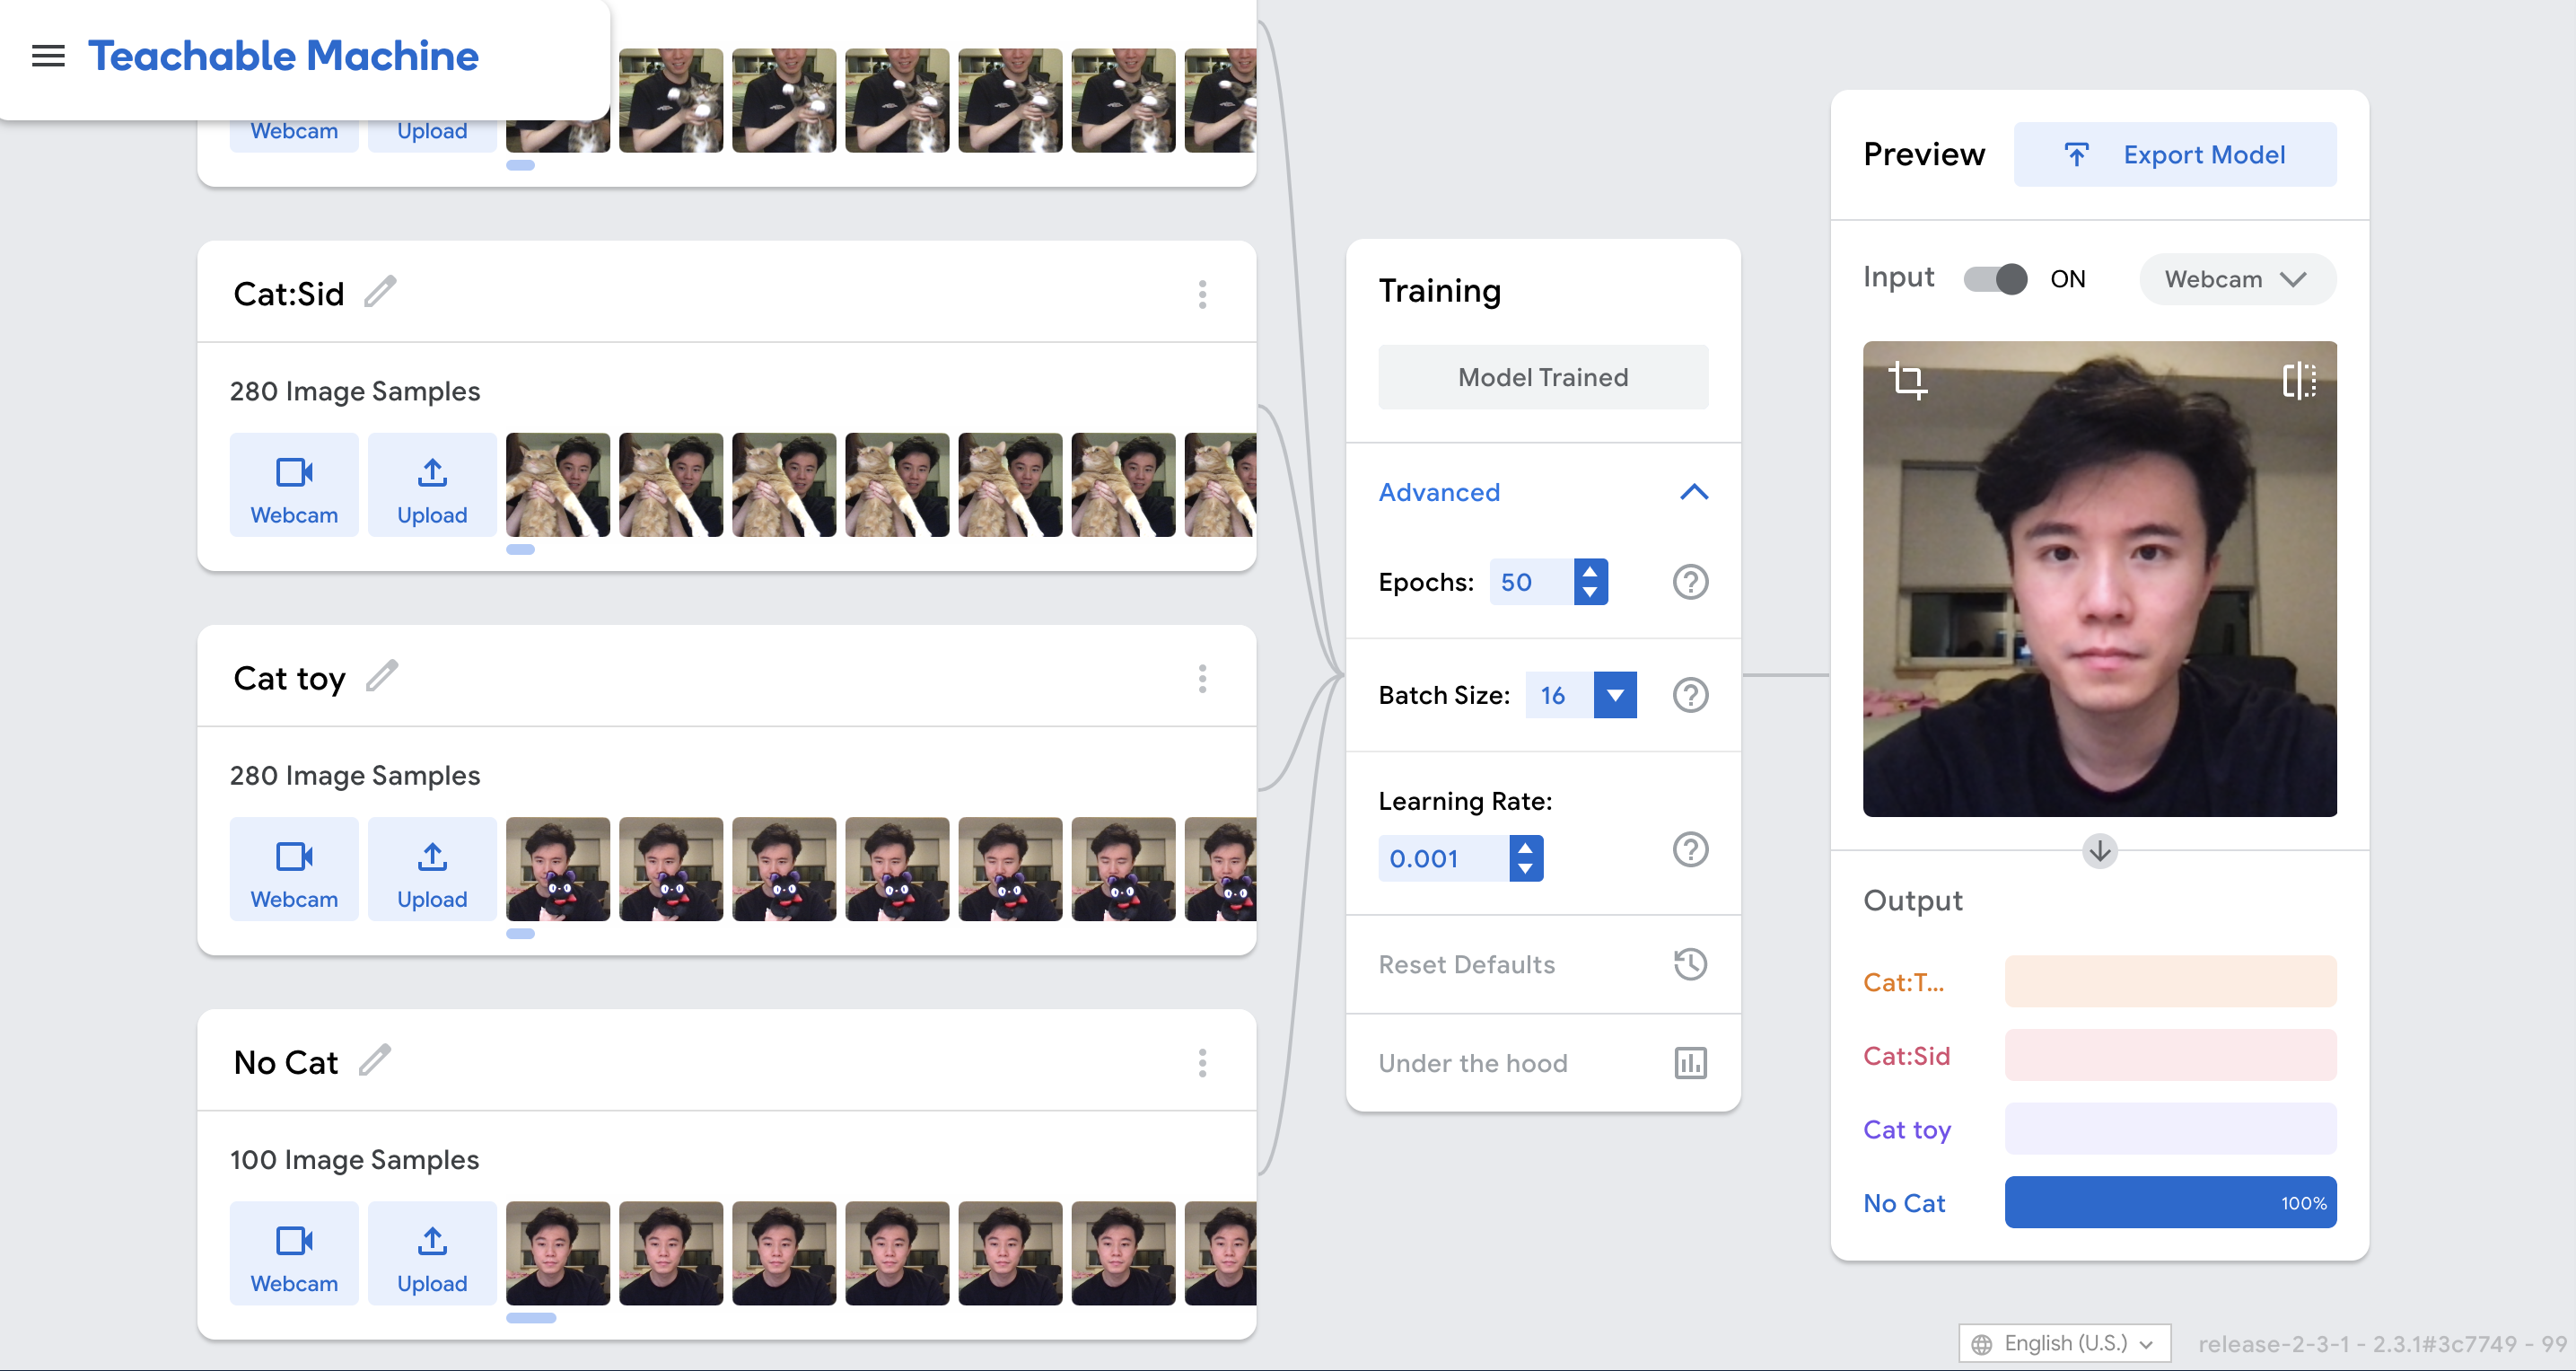 Teachable Machine
Webcam
Upload
Cat:Sid
280 Image Samples
Webcam
Upload
Cat toy
280 Image Samples
Webcam
Upload
No Cat
100 Image Samples
Webcam
Upload
Training
Model Trained
Advanced
Epochs: 50
Batch Size: 16
Learning Rate:
0.001
Reset Defaults
Under the hood
Preview
Export Model
Input ON Webcam
Output
Cat:T...
Cat:Sid
Cat toy
No Cat 100%
English (U.S.)
release-2-3-1 - 2.3.1#3c7749 - 99